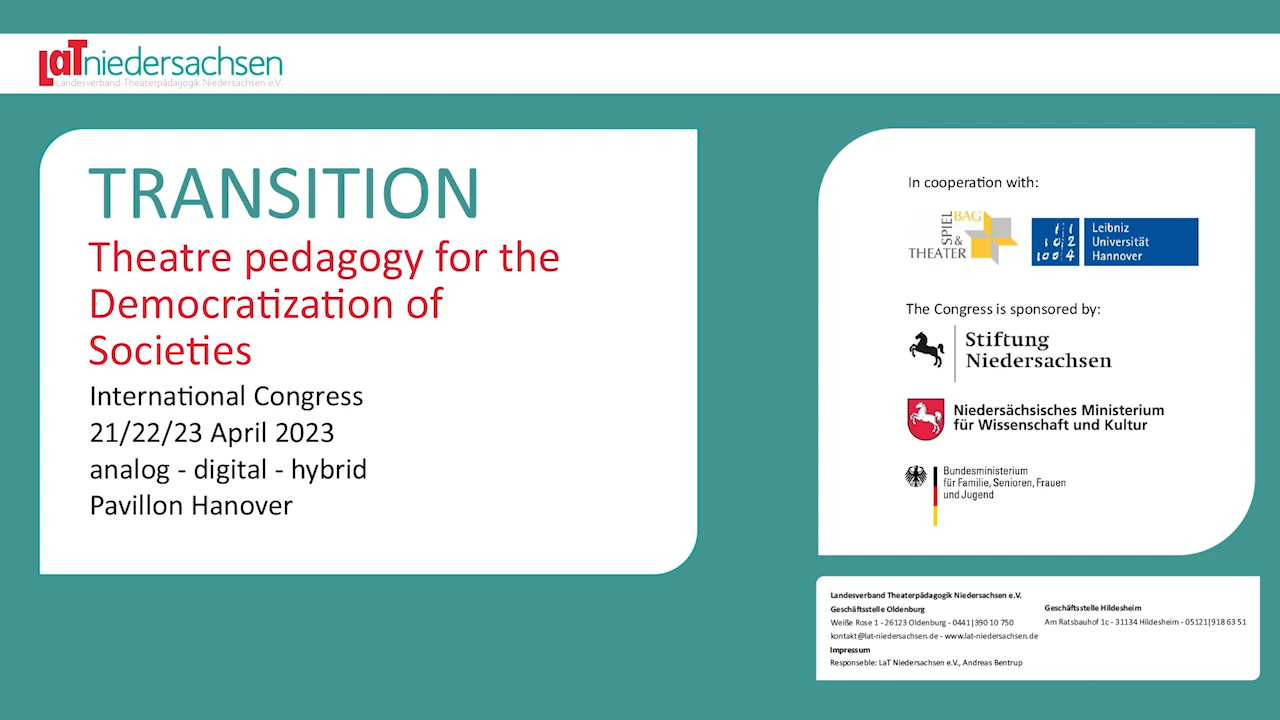 LaTniedersachsen
Landesverband Theaterpädagogik Niedersachsen e.V.
TRANSITION
Theatre pedagogy for the
Democratization of
Societies
International Congress
21/22/23 April 2023
analog - digital - hybrid
Pavillon Hanover
In cooperation with:
SPIEL
&
THEATER
BAG
Leibniz
Universität
Hannover
The Congress is sponsored by:
Stiftung
Niedersachsen
Niedersächsisches Ministerium
für Wissenschaft und Kultur
Bundesministerium
für Familie, Senioren, Frauen
und Jugend
Landesverband Theaterpädagogik Niedersachsen e.V.
Geschäftsstelle Oldenburg
Weiße Rose 1 - 26123 Oldenburg - 0441|390 10 750
kontakt@lat-niedersachsen.de - www.lat-niedersachsen.de
Impressum
Responseble: LaT Niedersachsen e.V., Andreas Bentrup
Geschäftsstelle Hildesheim
Am Ratsbauhof 1c - 31134 Hildesheim - 05121|918 63 51